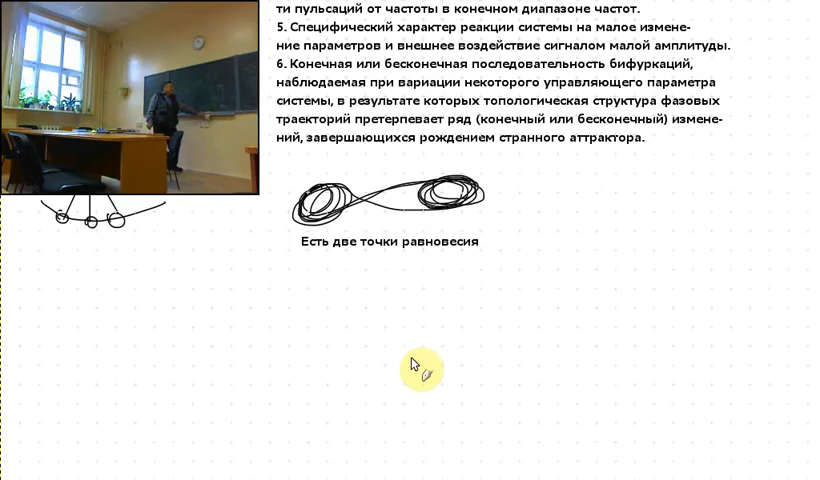 ти пульсаций от частоты в конечном диапазоне частот.
5. Специфический характер реакции системы на малое измене-
ние параметров и внешнее воздействие сигналом малой амплитуды.
6. Конечная или бесконечная последовательность бифуркаций,
наблюдаемая при вариации некоторого управляющего параметра
системы, в результате которых топологическая структура фазовых
траекторий претерпевает ряд (конечный или бесконечный) измене-
ний, завершающихся рождением странного аттрактора.
Есть две точки равновесия